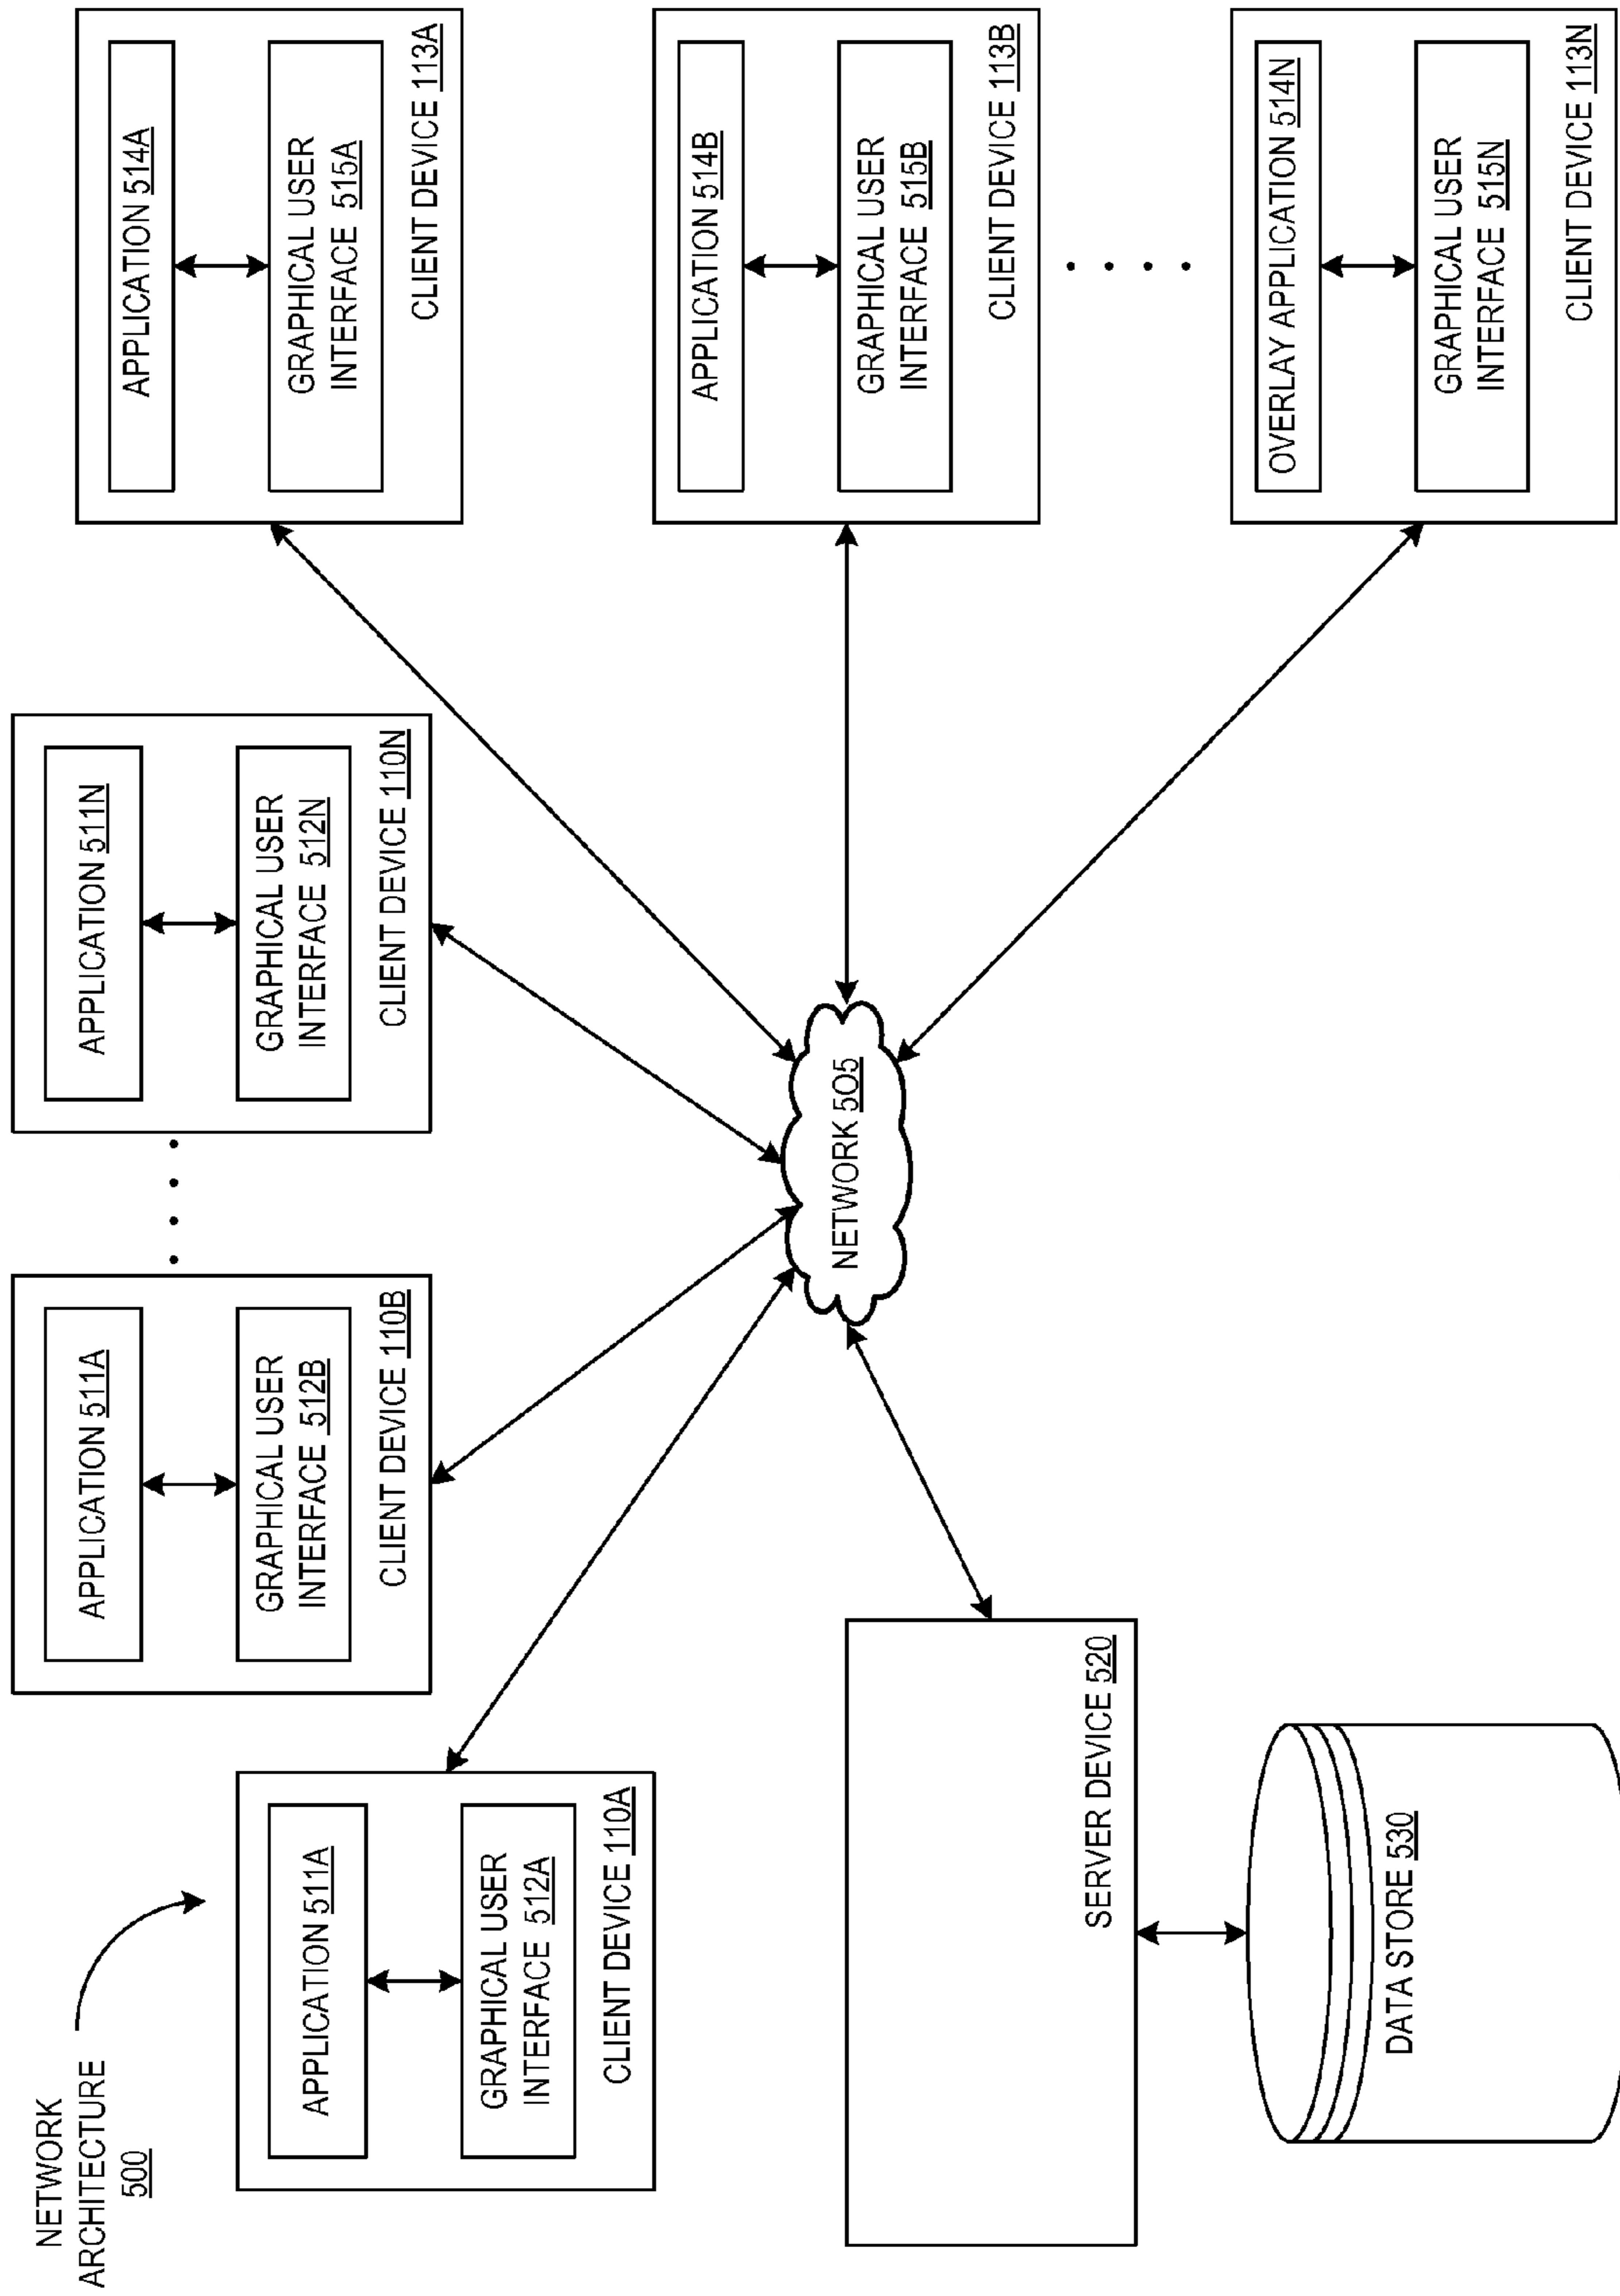 NETWORK
ARCHITECTURE
500
APPLICATION 511A
GRAPHICAL USER
INTERFACE 512A
CLIENT DEVICE 110A
APPLICATION 511A
GRAPHICAL USER
INTERFACE 512B
CLIENT DEVICE 110B
APPLICATION 511N
GRAPHICAL USER
INTERFACE 512N
CLIENT DEVICE 110N
APPLICATION 514A
GRAPHICAL USER
INTERFACE 515A
CLIENT DEVICE 113A
APPLICATION 514B
GRAPHICAL USER
INTERFACE 515B
CLIENT DEVICE 113B
OVERLAY APPLICATION 514N
GRAPHICAL USER
INTERFACE 515N
CLIENT DEVICE 113N
NETWORK 505
SERVER DEVICE 520
DATA STORE 530